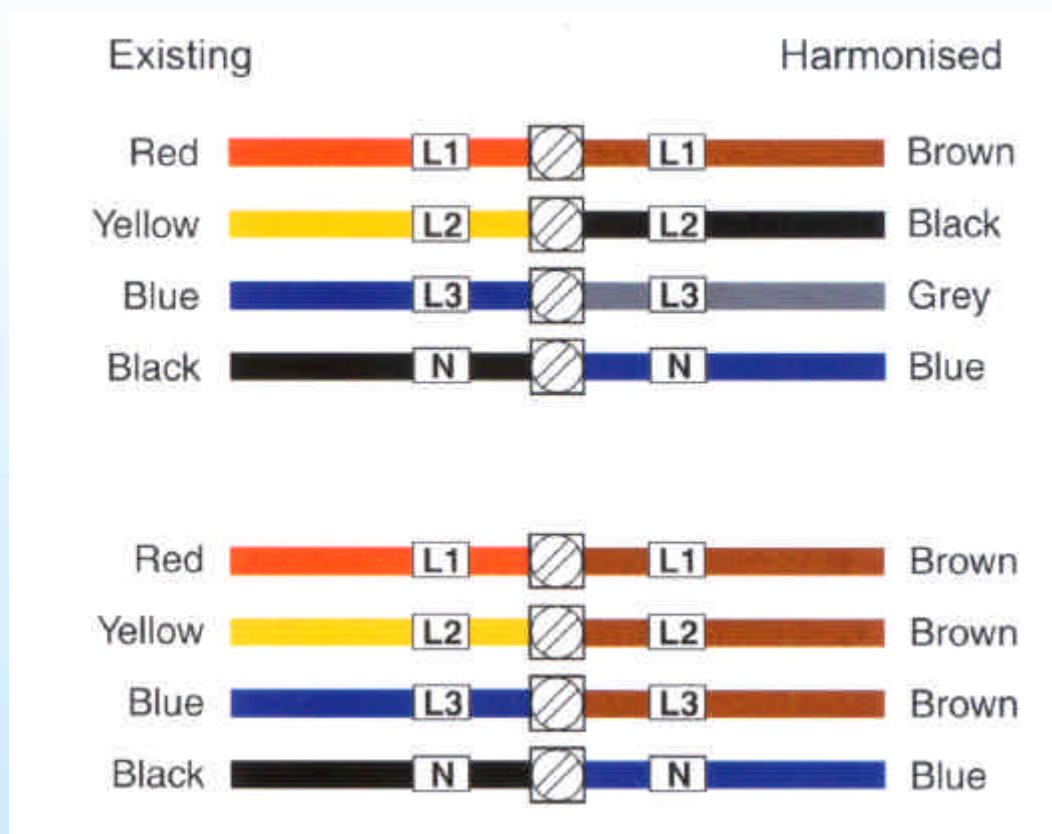 Existing Harmonised
Red L1 L1 Brown
Yellow L2 L2 Black
Blue L3 L3 Grey
Black N N Blue
Red L1 L1 Brown
Yellow L2 L2 Brown
Blue L3 L3 Brown
Black N N Blue